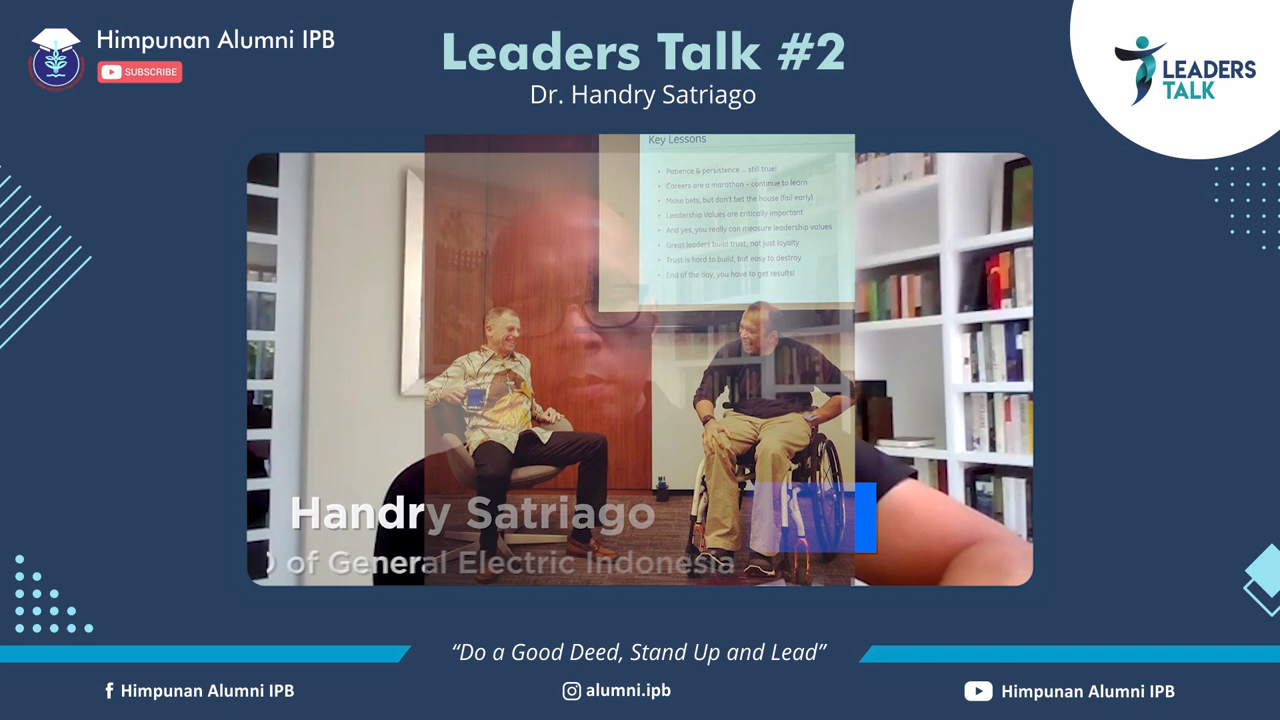 Himpunan Alumni IPB
SUBSCRIBE
Leaders Talk #2
Dr. Handry Satriago
LEADERS
TALK
Key Lessons
• Patience & persistence ... still true!
• Careers are a marathon - continue to learn
• Make bets, but don't bet the house (fail early)
• Leadership Values are critically important
• And yes, you really can measure leadership values
• Great leaders build trust, not just loyalty
• Trust is hard to build, but easy to destroy
• End of the day, you have to get results!
Handry Satriago
of General Electric Indonesia
“Do a Good Deed, Stand Up and Lead”
Himpunan Alumni IPB
alumni.ipb
Himpunan Alumni IPB